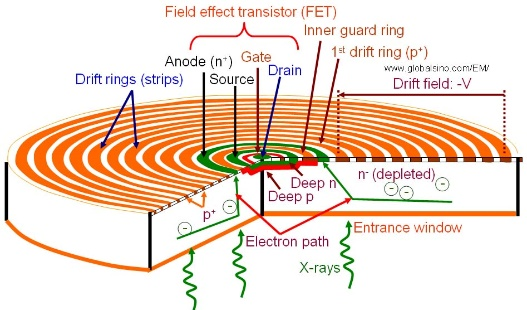 Field effect transistor (FET)
Inner guard ring
1st drift ring (p+)
Anode (n+)
Gate
www.globalsino.com/EM/
Drift rings (strips)
Source
Drain
Drift field: -V
Deep n
n- (depleted)
Deep p
p+
Electron path
Entrance window
X-rays